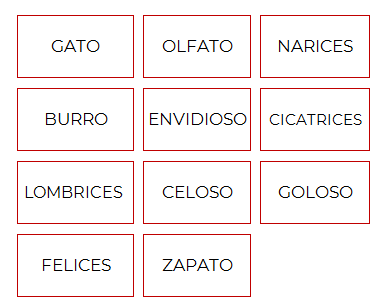 GATO OLFATO NARICES
BURRO ENVIDIOSO CICATRICES
LOMBRICES CELOSO GOLOSO
FELICES ZAPATO